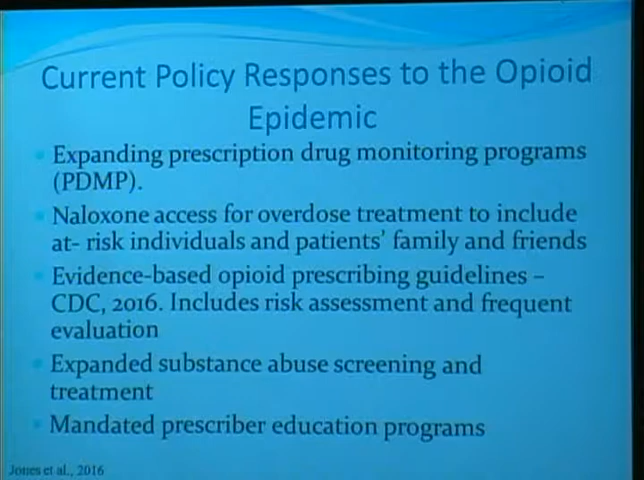 Current Policy Responses to the Opioid
Epidemic
Expanding prescription drug monitoring programs
(PDMP).
Naloxone access for overdose treatment to include
at- risk individuals and patients' family and friends
Evidence-based opioid prescribing guidelines –
CDC, 2016. Includes risk assessment and frequent
evaluation
Expanded substance abuse screening and
treatment
Mandated prescriber education programs
Jones et al., 2016